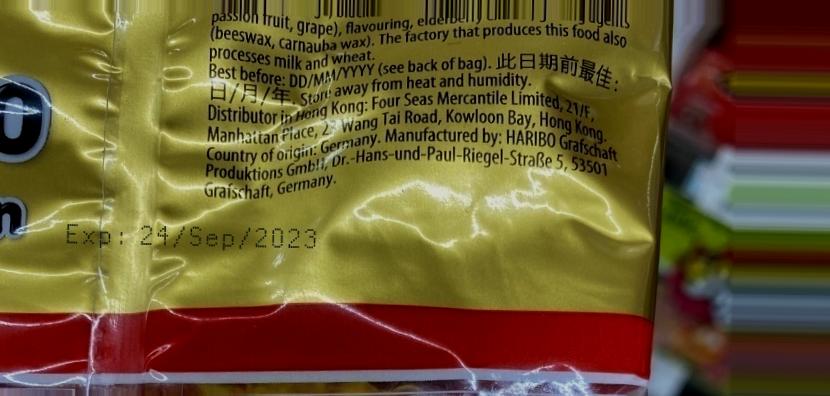 passion fruit, grape), flavouring, elderberry agents
(beeswax, carnauba wax). The factory that produces this food also
processes milk and wheat.
Best before: DD/MM/YYYY (see back of bag). 此日期前最佳:
日/月/年. Store away from heat and humidity.
Distributor in Hong Kong: Four Seas Mercantile Limited, 21/F,
Manhattan Place, 23 Wang Tai Road, Kowloon Bay, Hong Kong.
Country of origin: Germany. Manufactured by: HARIBO Grafschaft
Produktions GmbH, Dr.-Hans-und-Paul-Riegel-Straße 5, 53501
Grafschaft, Germany.
Exp: 24/Sep/2023